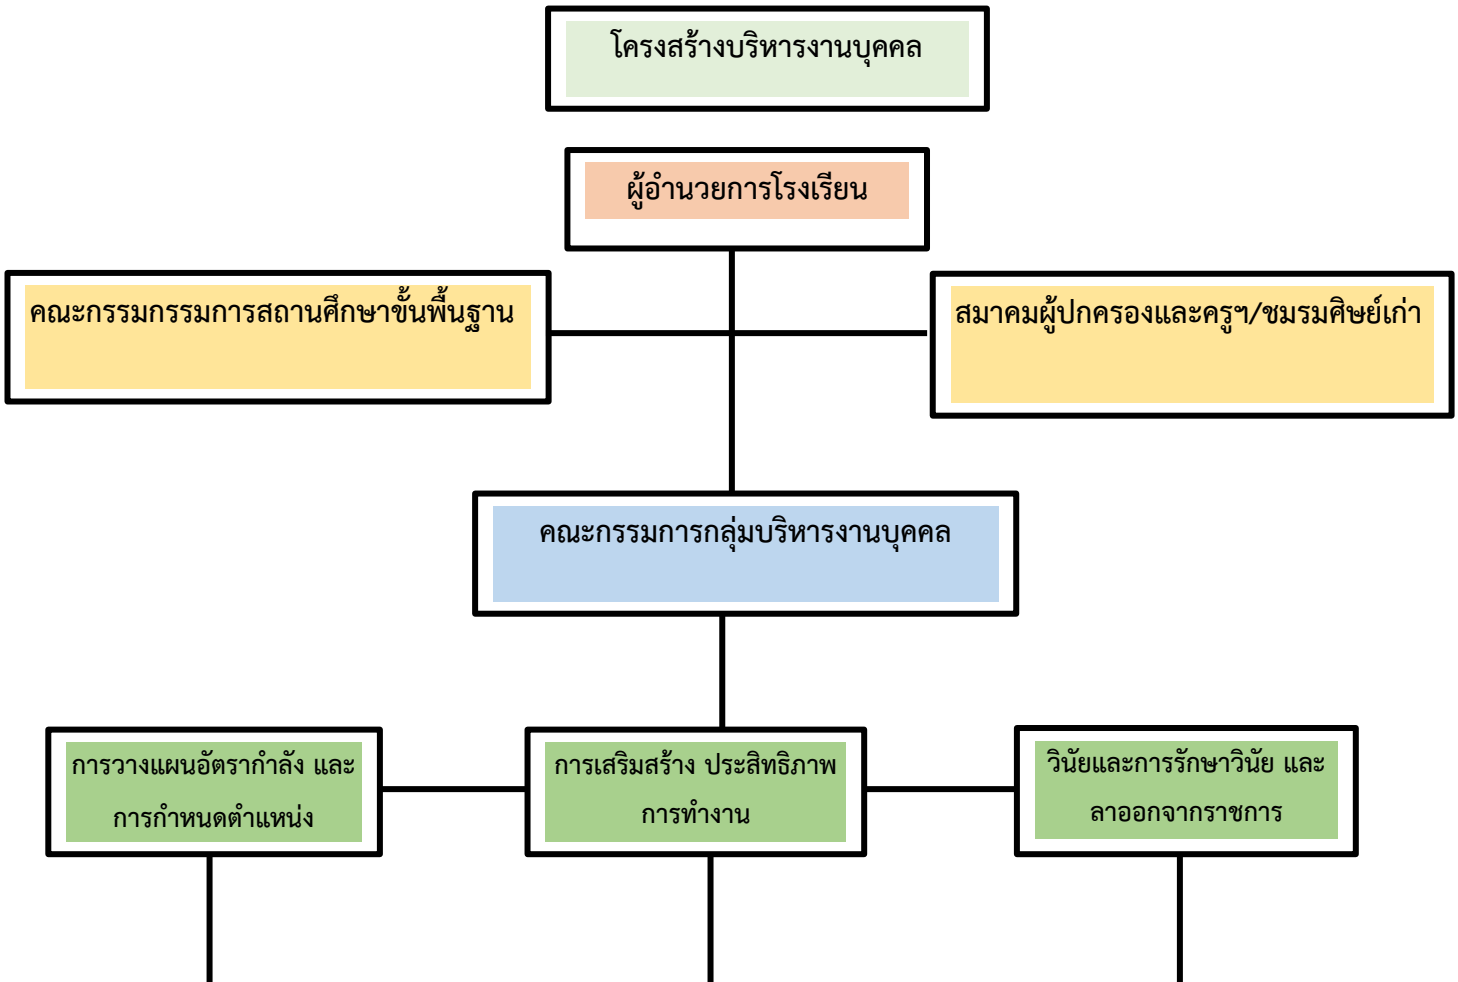 โครงสร้างบริหารงานบุคคล
ผู้อำนวยการโรงเรียน
คณะกรรมกรรมการสถานศึกษาขั้นพื้นฐาน
สมาคมผู้ปกครองและครูฯ/ชมรมศิษย์เก่า
คณะกรรมการกลุ่มบริหารงานบุคคล
การวางแผนอัตรากำลัง และ
การกำหนดตำแหน่ง
การเสริมสร้าง ประสิทธิภาพ
การทำงาน
วินัยและการรักษาวินัย และ
ลาออกจากราชการ